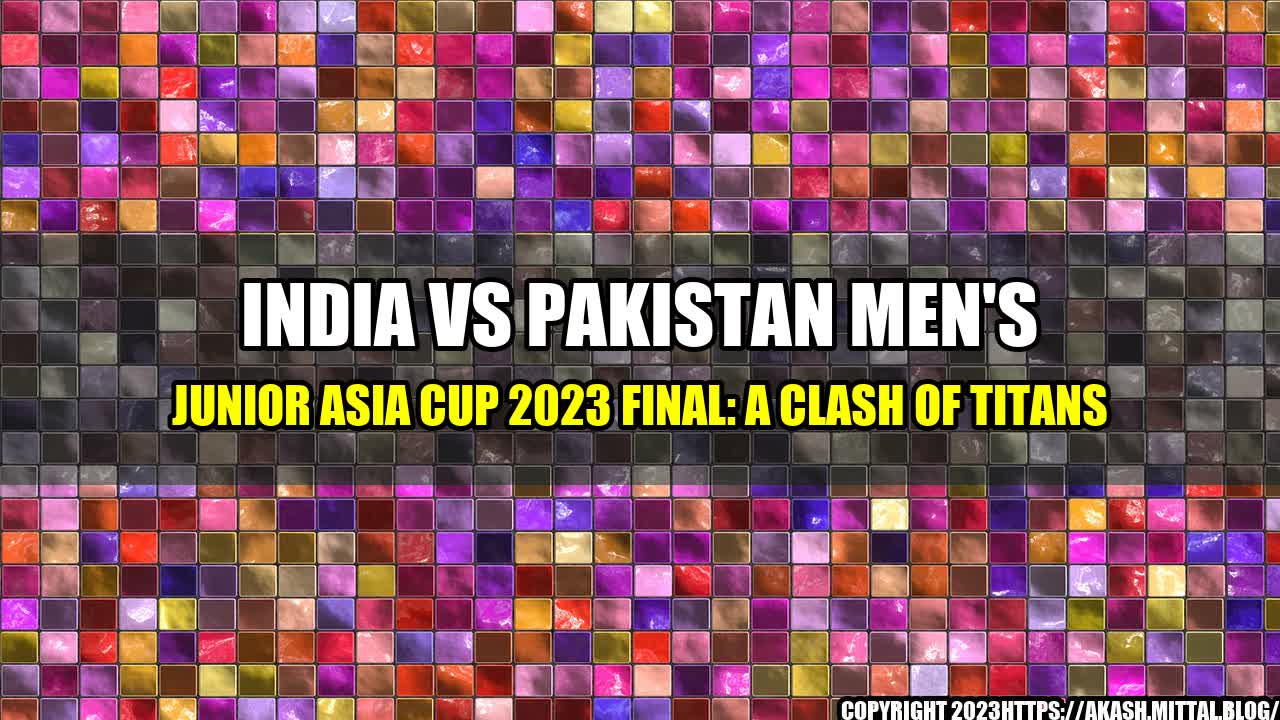 INDIA VS PAKISTAN MEN'S
JUNIOR ASIA CUP 2023 FINAL: A CLASH OF TITANS
COPYRIGHT 2023HTTPS://AKASH.MITTAL.BLOG/